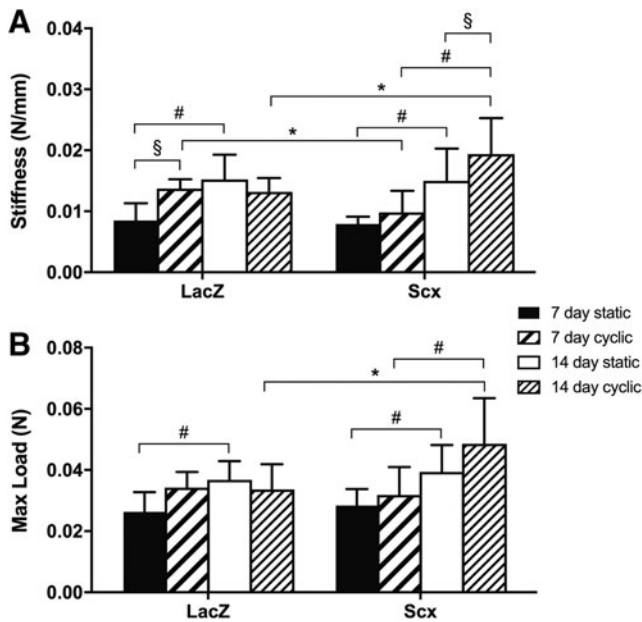 A
Stiffness (N/mm)
0.04
0.03
0.02
0.01
0.00
§
#
*
#
*
#
§
LacZ
Scx
7 day static
7 day cyclic
14 day static
14 day cyclic
B
Max Load (N)
0.08
0.06
0.04
0.02
0.00
#
*
#
#
LacZ
Scx